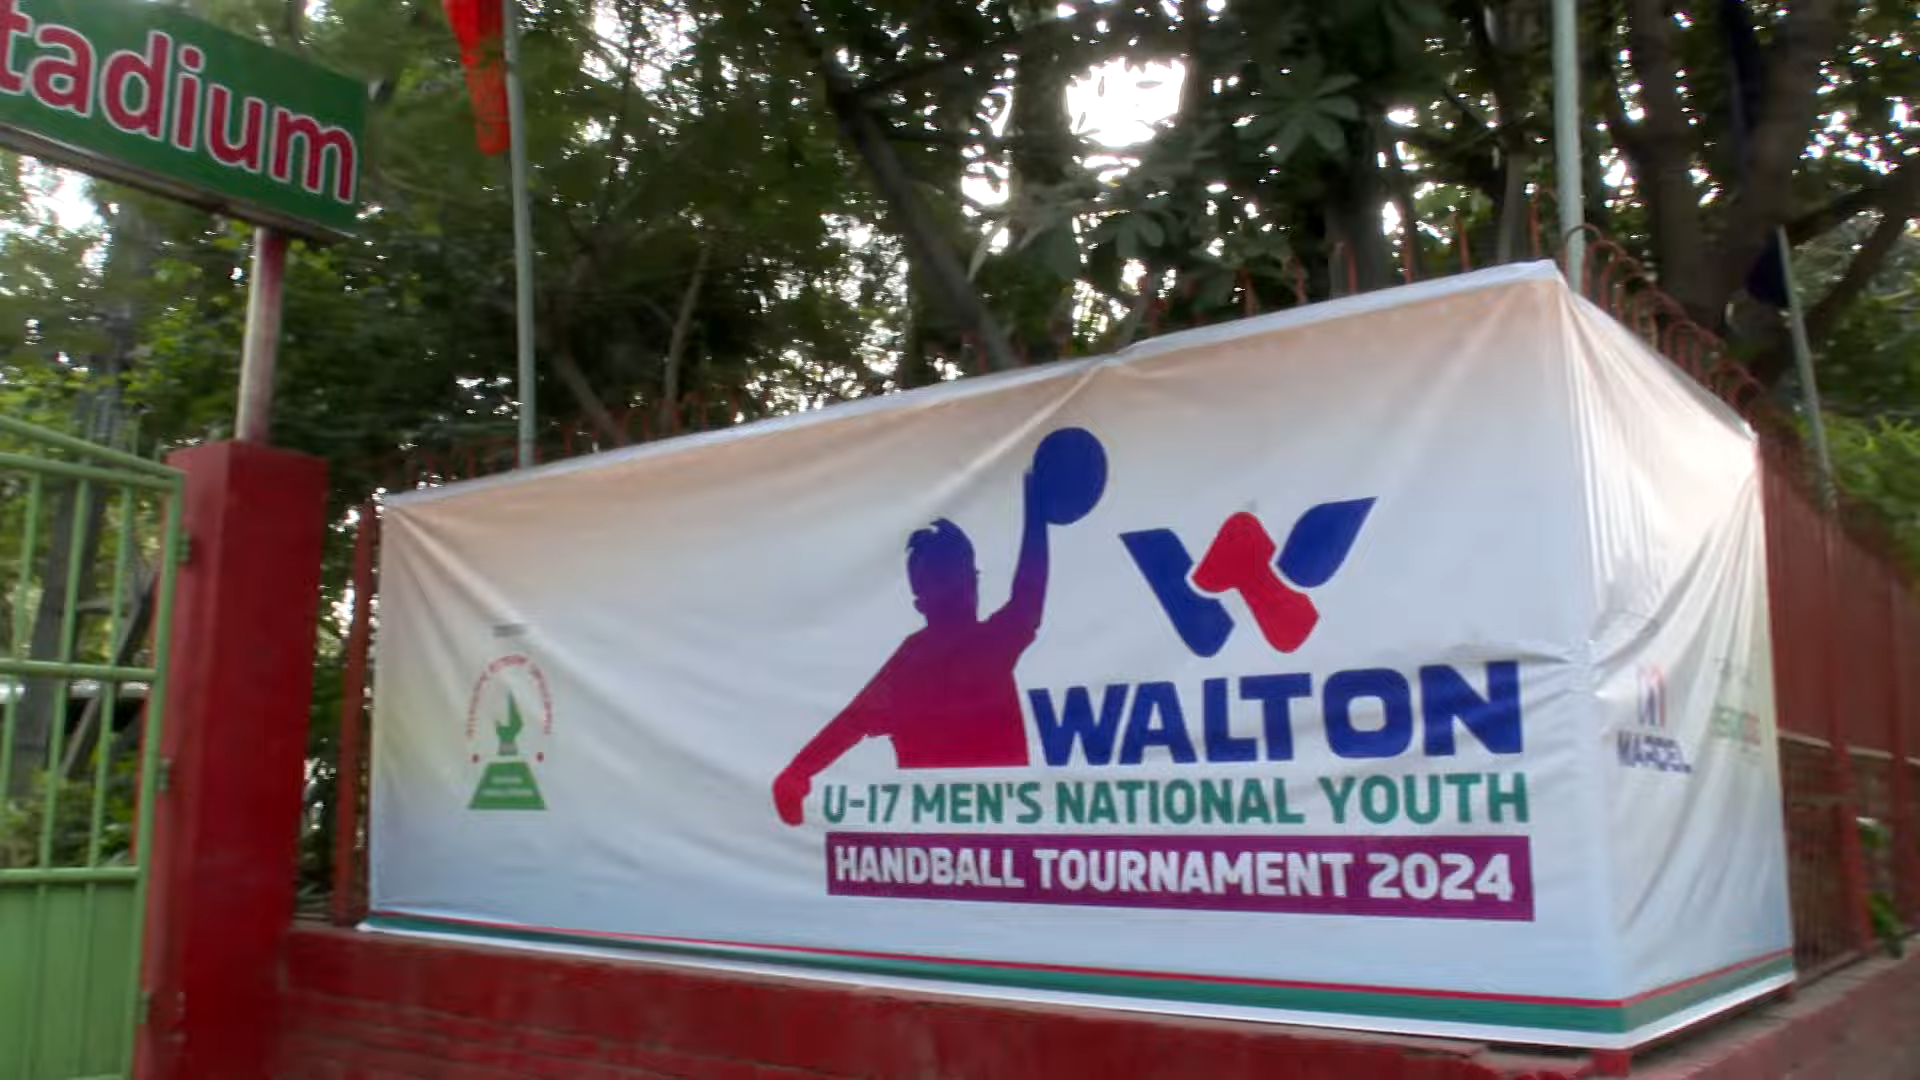 tadium
WALTON
U-17 MEN'S NATIONAL YOUTH
HANDBALL TOURNAMENT 2024
MARCEL